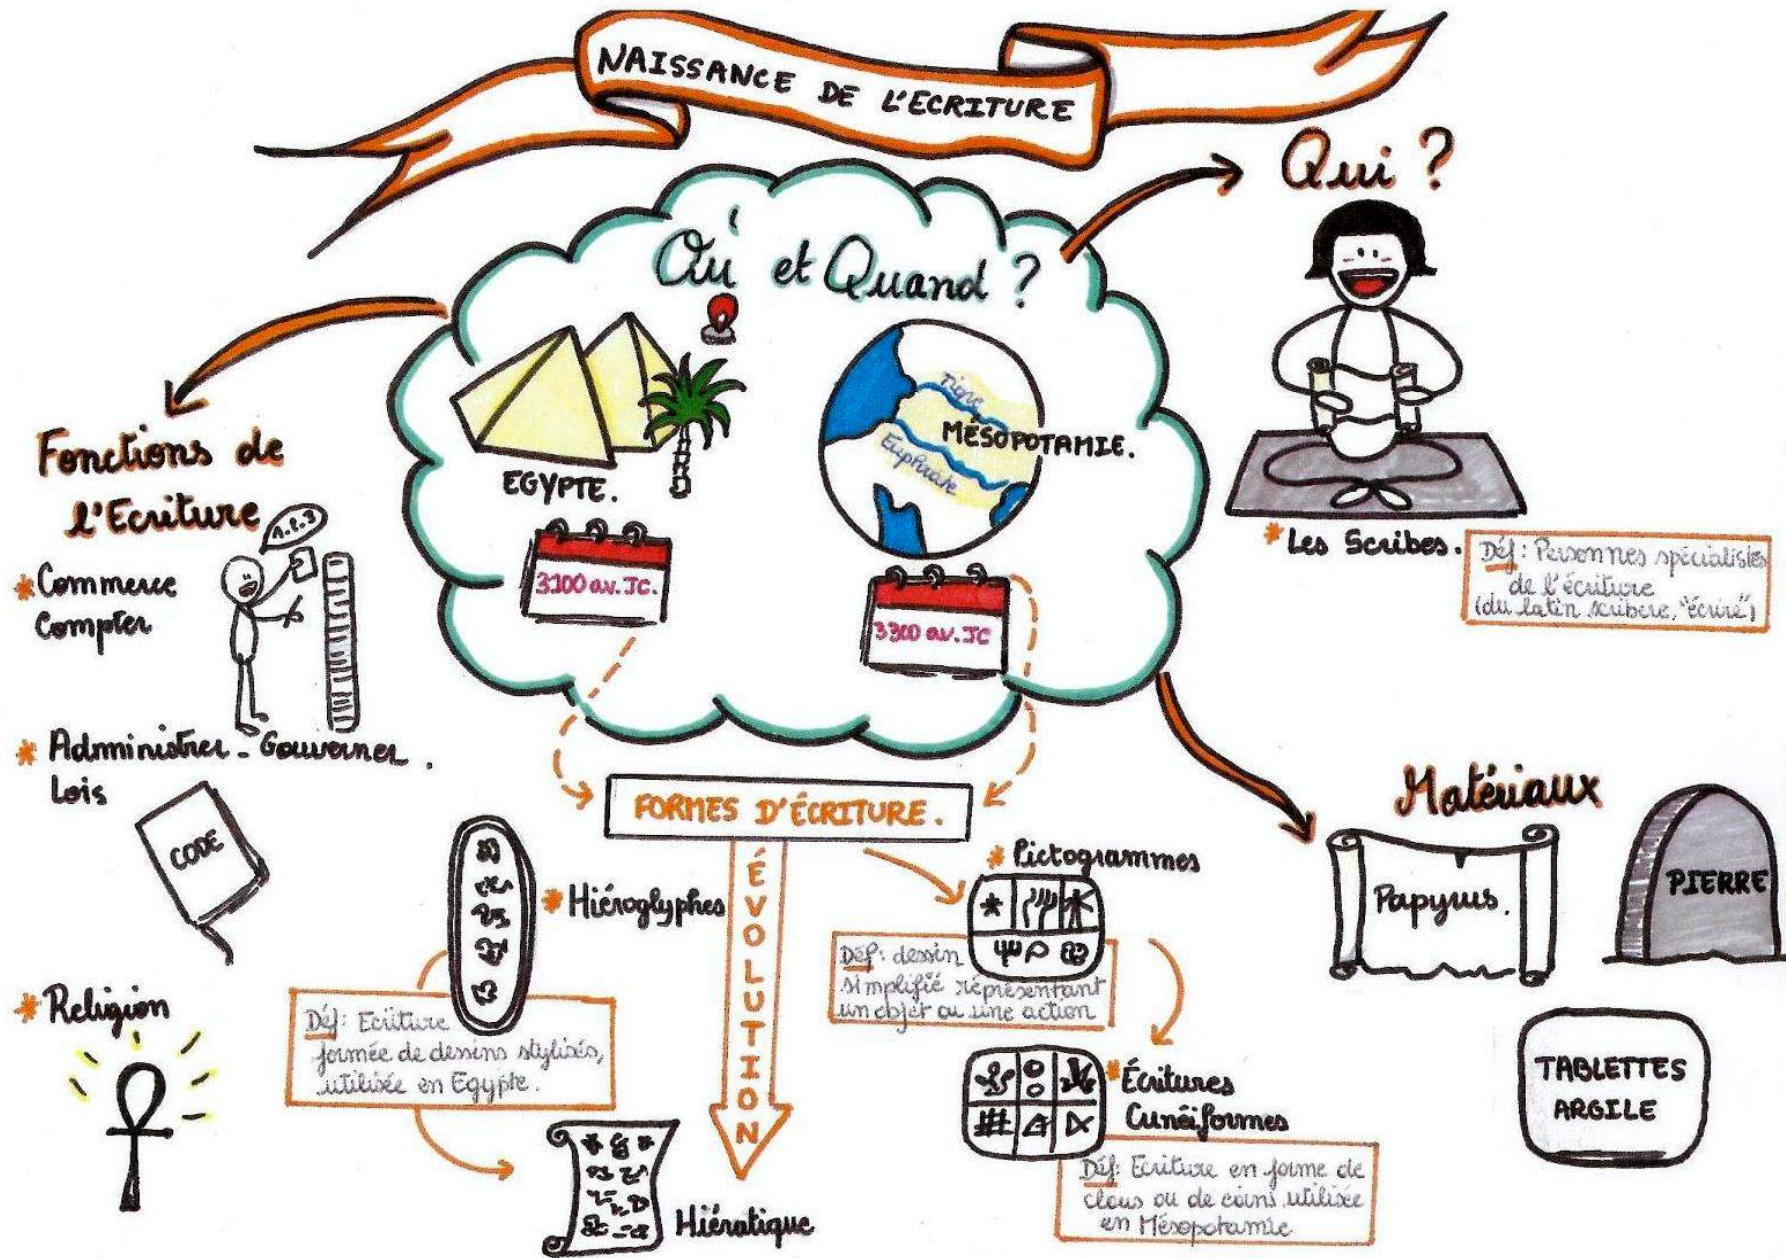 NAISSANCE DE L'ECRITURE
Où et Quand ?
EGYPTE.
3100 av. JC.
Tigre
MÉSOPOTAMIE.
Euphrate
3300 av. JC
Qui ?
* Les Scribes.
Déf : Personnes spécialistes
de l'écriture
(du latin scribere, "écrire")
Fonctions de
l'Ecriture
1.2.3
* Commerce
Compter
* Administrer - Gouverner.
Lois
CODE
* Religion
FORMES D'ÉCRITURE.
ÉVOLUTION
* Hiéroglyphes
Déf : Ecriture
formée de dessins stylisés,
utilisée en Egypte.
Hiératique
* Pictogrammes
Déf : dessin
simplifié représentant
un objet ou une action
* Écritures
Cunéiformes
Déf : Ecriture en forme de
clous ou de coins utilisée
en Mésopotamie
Matériaux
Papyrus.
PIERRE
TABLETTES
ARGILE